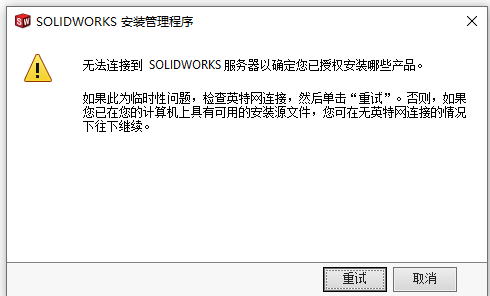 SOLIDWORKS 安装管理程序
无法连接到 SOLIDWORKS 服务器以确定您已授权安装哪些产品。
如果此为临时性问题，检查英特网连接，然后单击“重试”。否则，如果
您已在您的计算机上具有可用的安装源文件，您可在无英特网连接的情况
下往下继续。
重试
取消